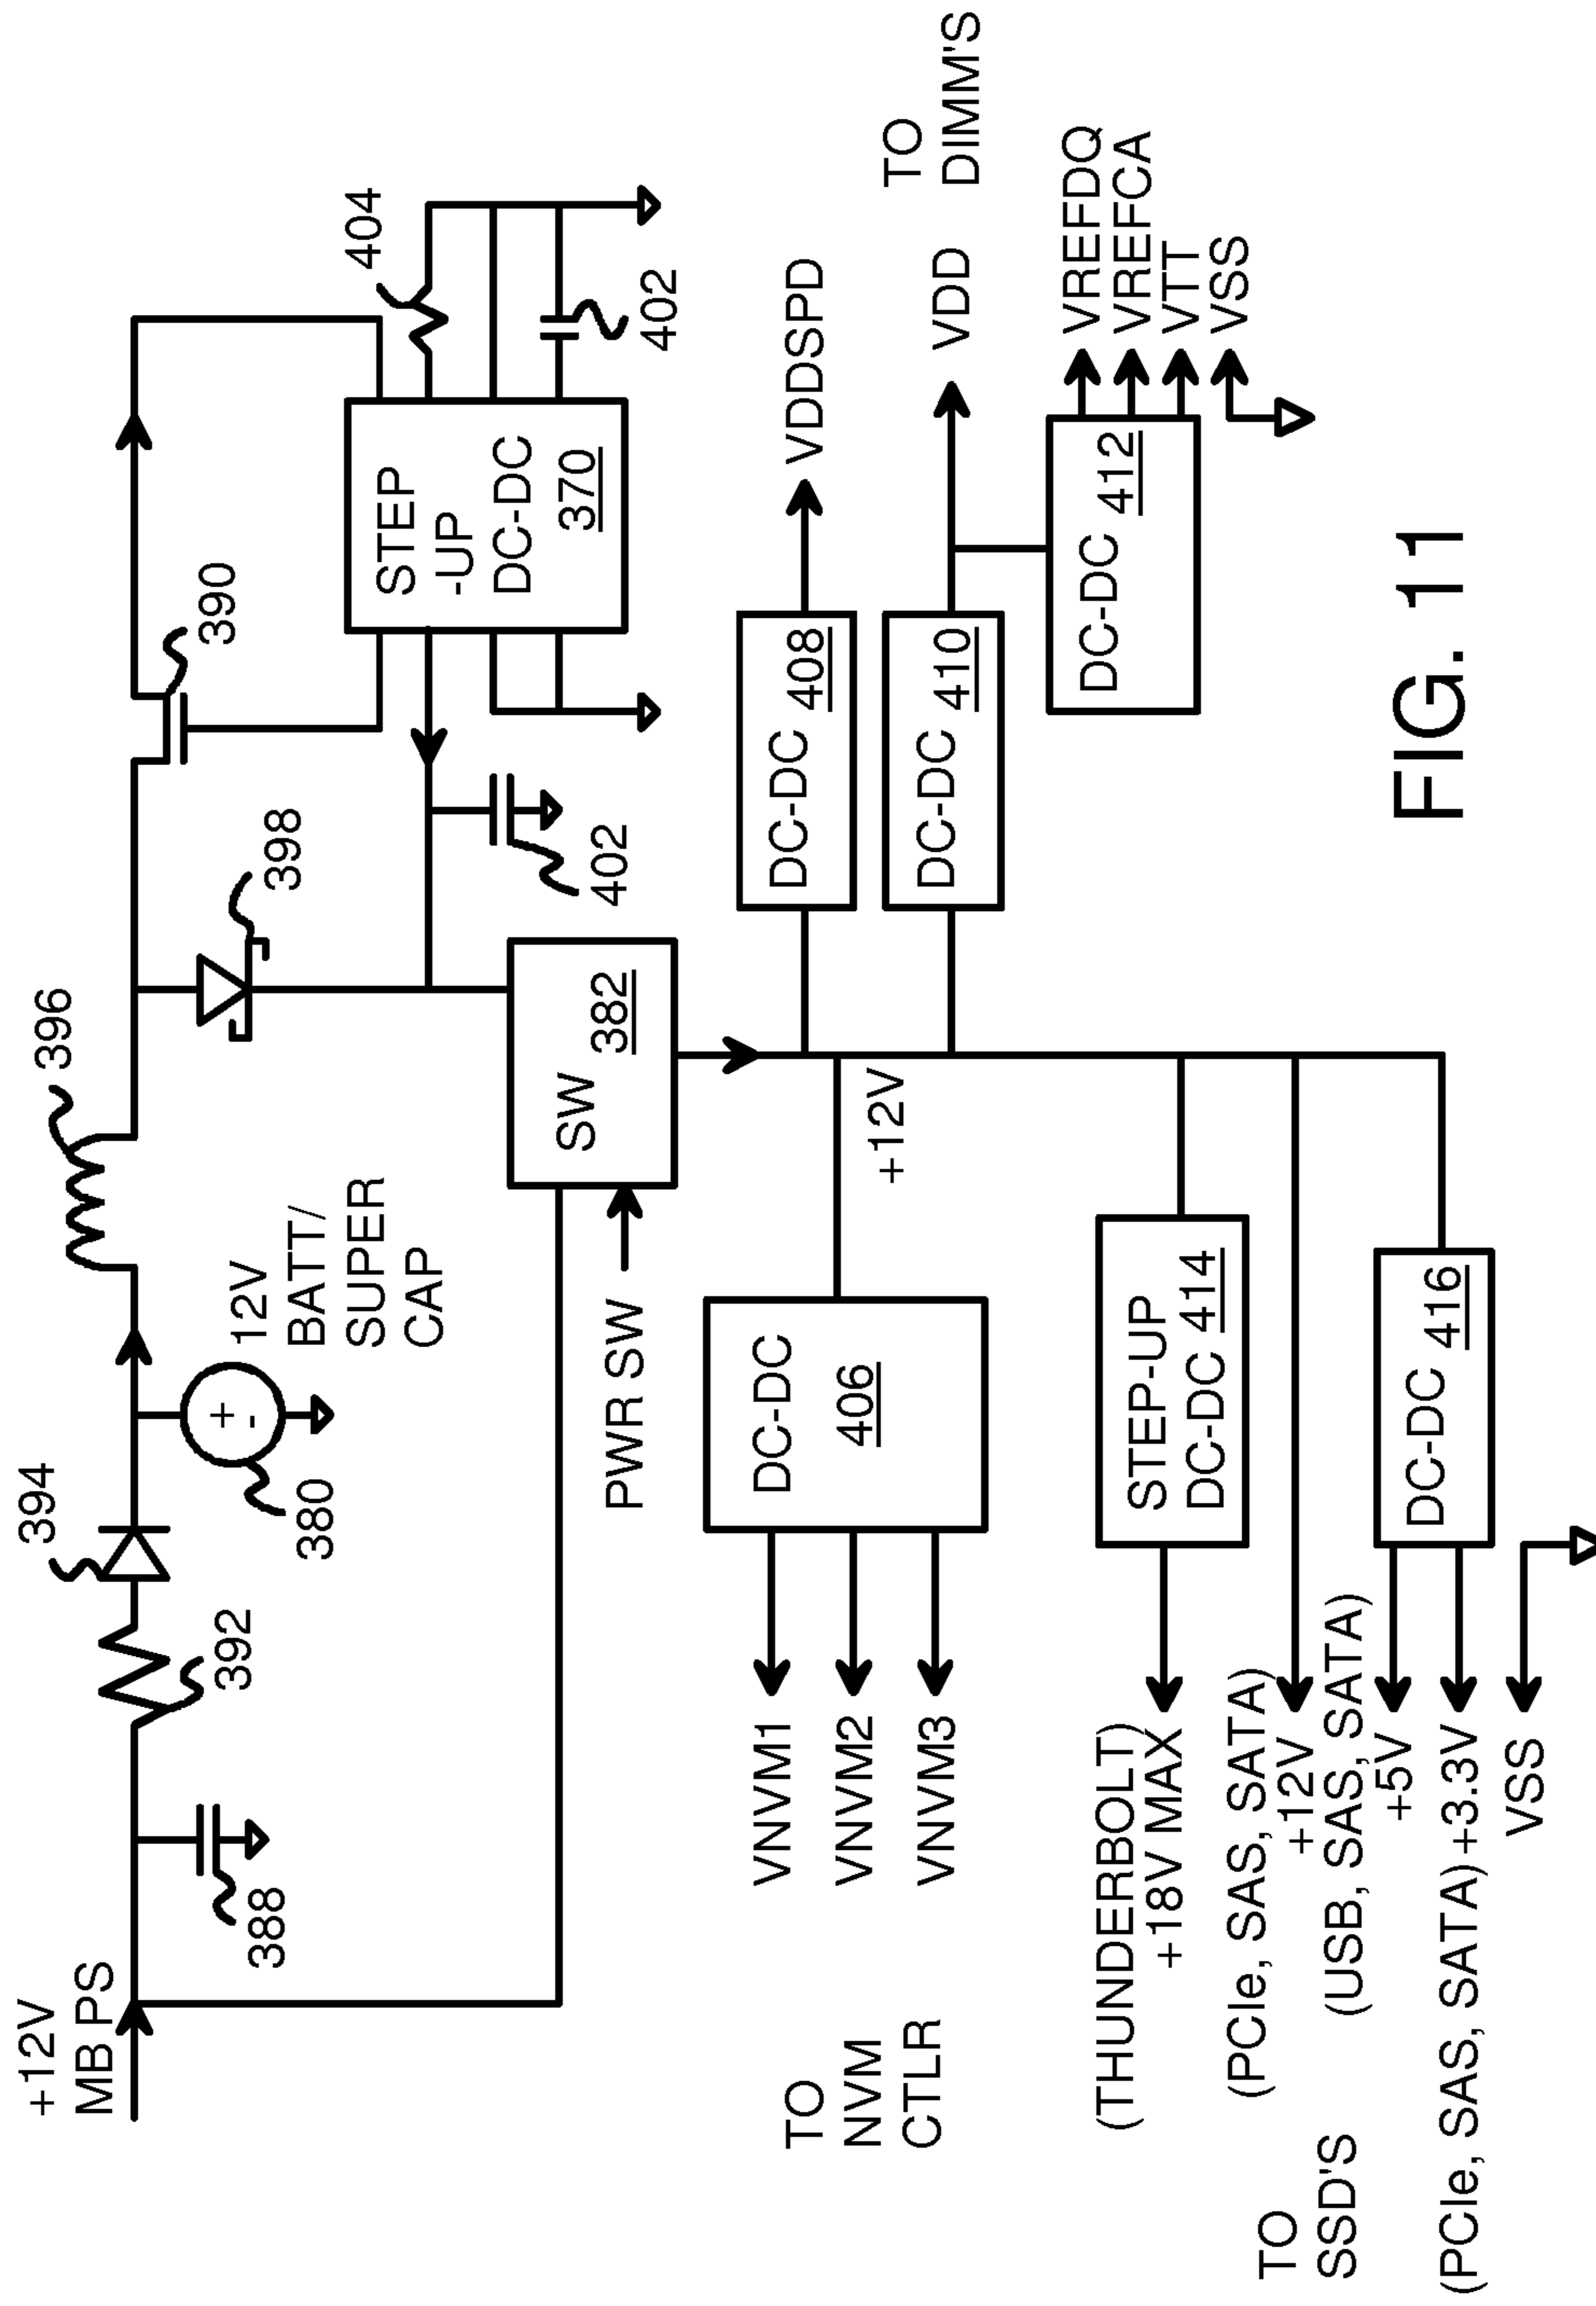 +12V
MB PS
388
392
394
380
12V
BATT/
SUPER
CAP
396
398
390
STEP
-UP
DC-DC
370
404
402
402
SW
382
PWR SW
+12V
DC-DC
408
VDDSPD
DC-DC
410
VDD
TO
DIMM'S
DC-DC
412
VREFDQ
VREFCA
VTT
VSS
DC-DC
406
VNVM1
VNVM2
VNVM3
TO
NVM
CTLR
STEP-UP
DC-DC 414
(THUNDERBOLT)
+18V MAX
(PCIe, SAS, SATA)
+12V
(USB, SAS, SATA)
+5V
(PCIe, SAS, SATA) +3.3V
VSS
DC-DC
416
TO
SSD'S
FIG. 11